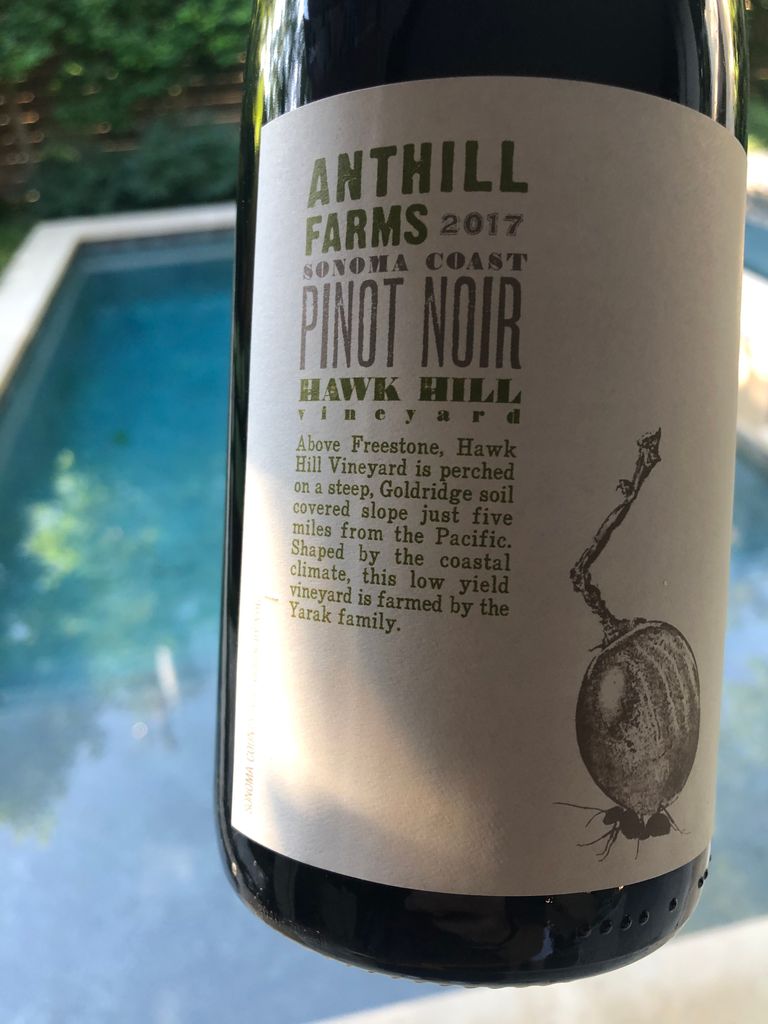 ANTHILL
FARMS 2017
SONOMA COAST
PINOT NOIR
HAWK HILL
vineyard
Above Freestone, Hawk
Hill Vineyard is perched
on a steep, Goldridge soil
covered slope just five
miles from the Pacific.
Shaped by the coastal
climate, this low yield
vineyard is farmed by the
Yarak family.
SONOMA